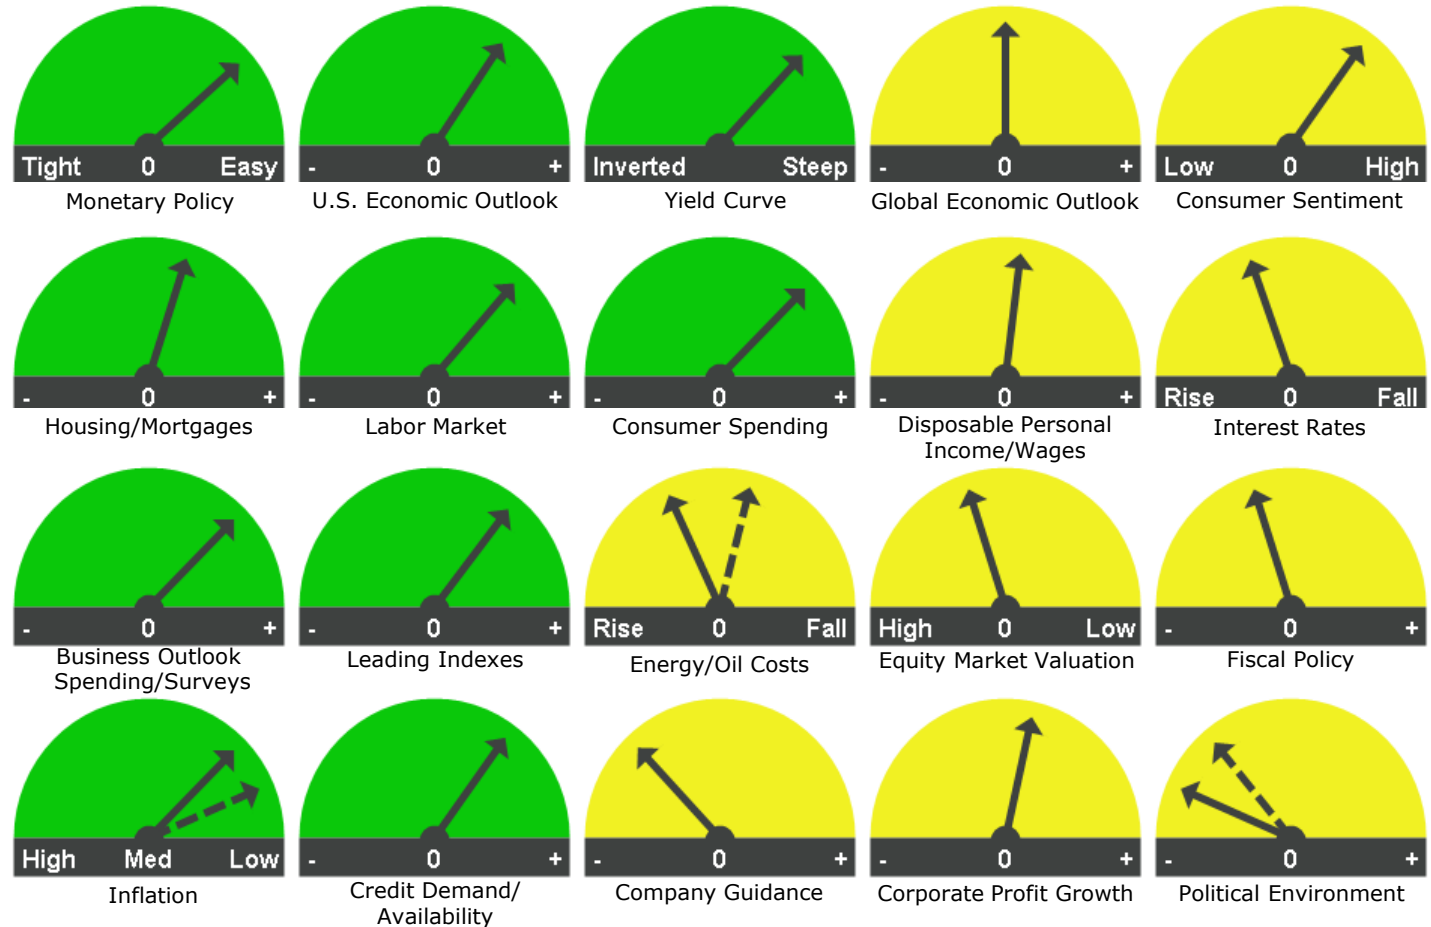 Tight 0 Easy
Monetary Policy
- 0 +
U.S. Economic Outlook
Inverted 0 Steep
Yield Curve
- 0 +
Global Economic Outlook
Low 0 High
Consumer Sentiment
- 0 +
Housing/Mortgages
- 0 +
Labor Market
- 0 +
Consumer Spending
- 0 +
Disposable Personal
Income/Wages
Rise 0 Fall
Interest Rates
- 0 +
Business Outlook
Spending/Surveys
- 0 +
Leading Indexes
Rise 0 Fall
Energy/Oil Costs
High 0 Low
Equity Market Valuation
- 0 +
Fiscal Policy
High Med Low
Inflation
- 0 +
Credit Demand/
Availability
- 0 +
Company Guidance
- 0 +
Corporate Profit Growth
- 0 +
Political Environment